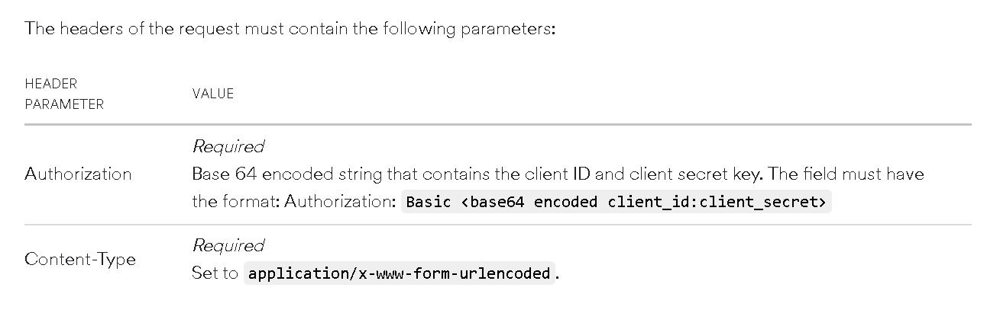 The headers of the request must contain the following parameters:
HEADER
PARAMETER
VALUE
Required
Authorization
Base 64 encoded string that contains the client ID and client secret key. The field must have
the format: Authorization: Basic <base64 encoded client_id:client_secret>
Required
Content-Type
Set to application/x-www-form-urlencoded.